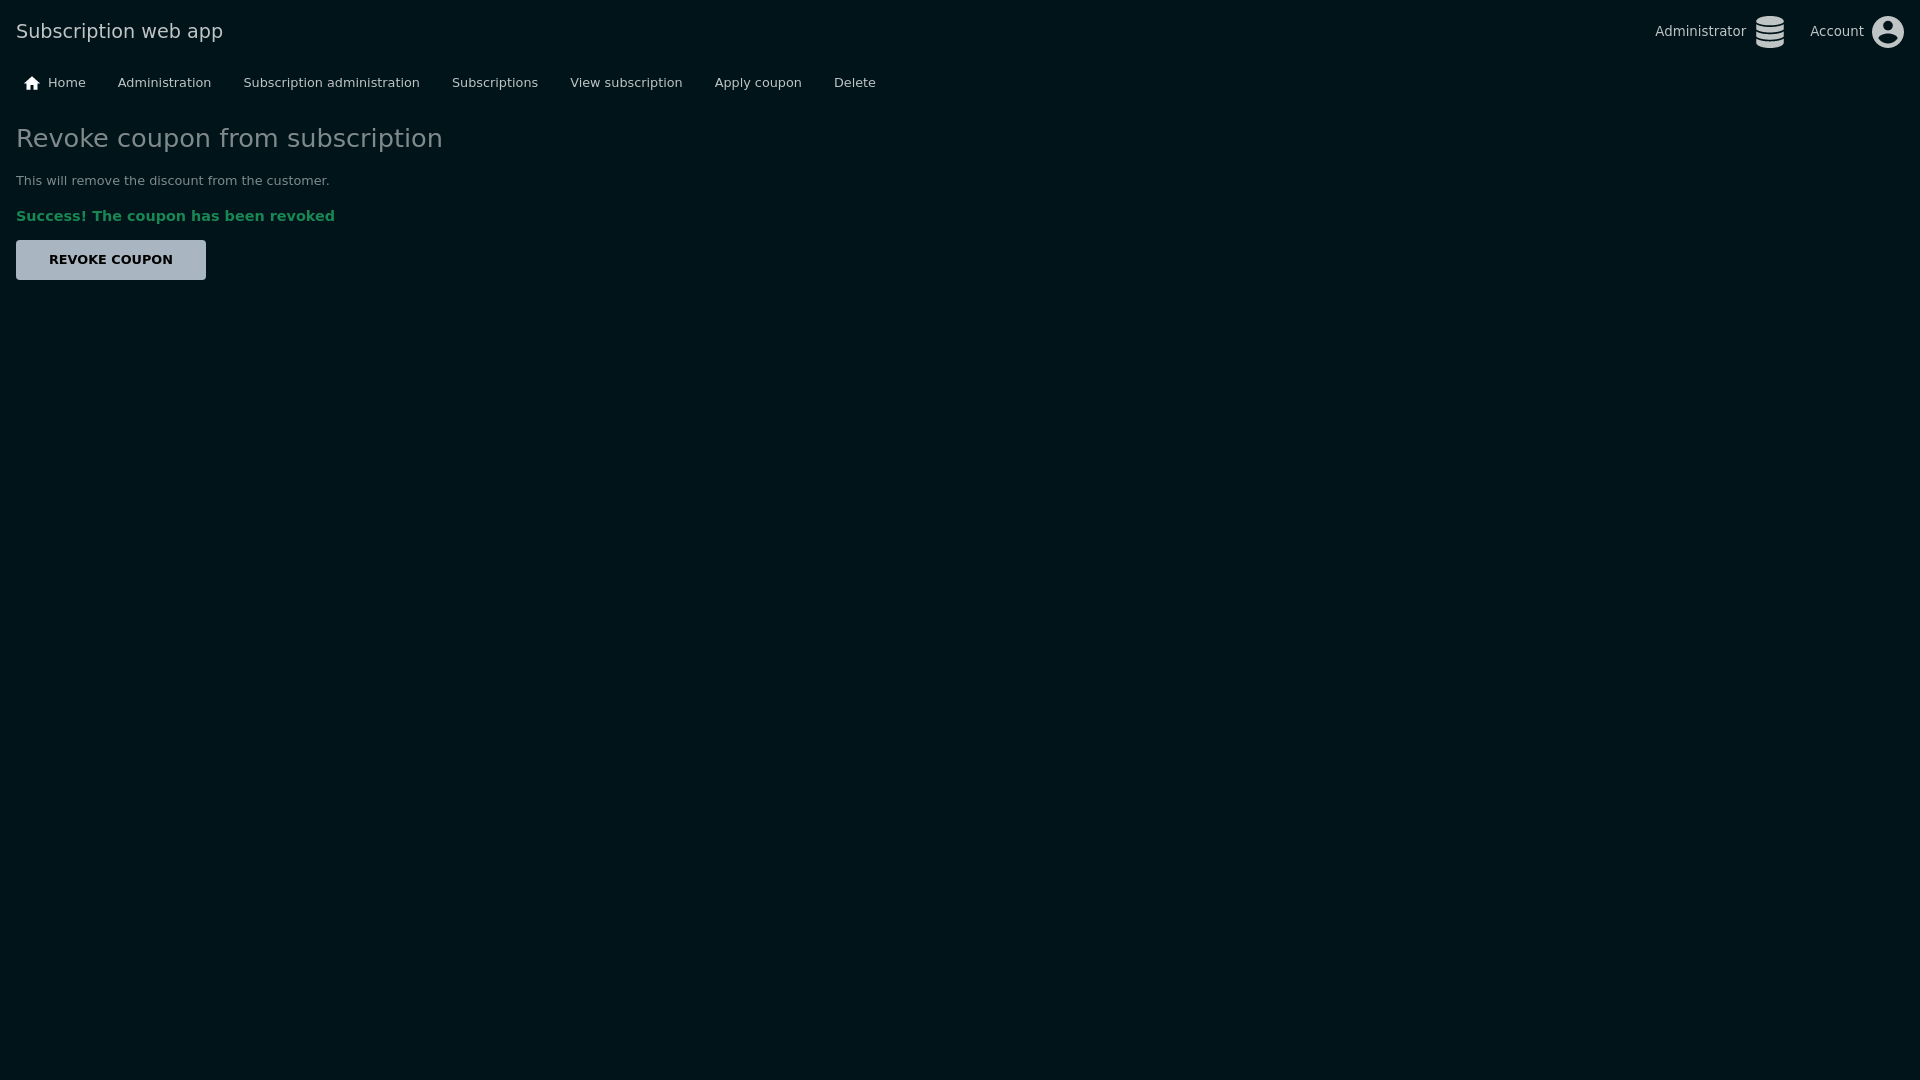 Subscription web app
Administrator
Account
Home
Administration
Subscription administration
Subscriptions
View subscription
Apply coupon
Delete
Revoke coupon from subscription
This will remove the discount from the customer.
Success! The coupon has been revoked
REVOKE COUPON